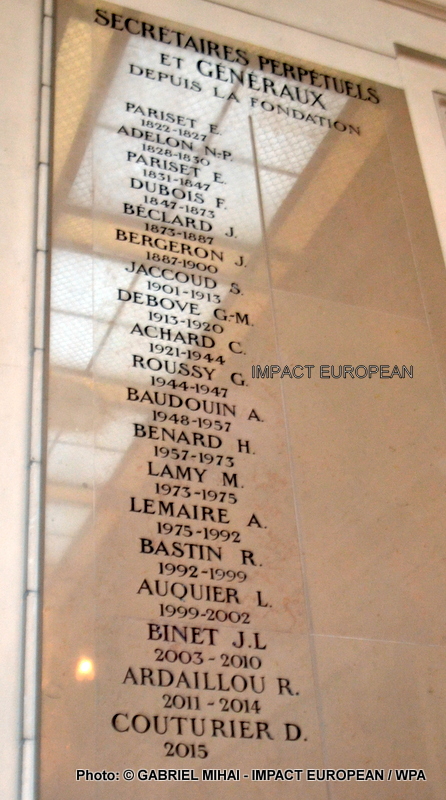 SECRETAIRES PERPÉTUELS
ET GÉNÉRAUX
DEPUIS LA FONDATION
PARISET E.
1822-1827
ADELON N-P.
1828-1830
PARISET E.
1831-1847
DUBOIS F.
1847-1873
BÉCLARD J.
1873-1887
BERGERON J.
1887-1900
JACCOUD S.
1901-1913
DEBOVE G-M.
1913-1920
ACHARD C.
1921-1944
ROUSSY G.
1944-1947
IMPACT EUROPEAN
BAUDOUIN A.
1948-1957
BENARD H.
1957-1973
LAMY M.
1973-1975
LEMAIRE A.
1975-1992
BASTIN R.
1992-1999
AUQUIER L.
1999-2002
BINET J.L
2003-2010
ARDAILLOU R.
2011-2014
COUTURIER D.
2015
Photo: © GABRIEL MIHAI - IMPACT EUROPEAN / WPA